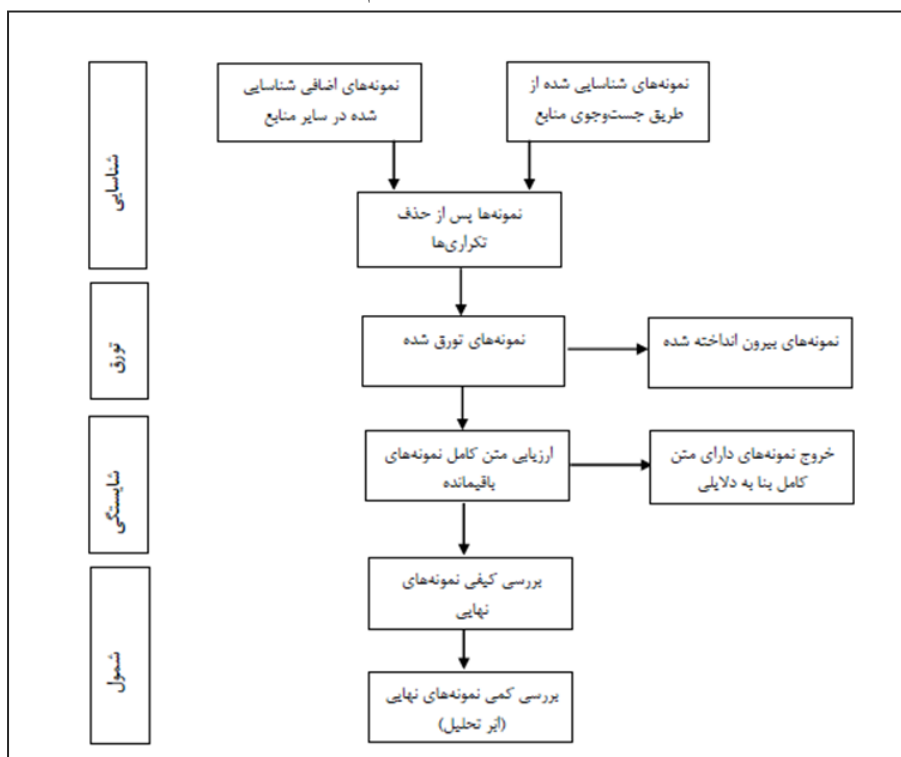 شناسایی
نمونه‌های شناسایی شده از
طریق جست‌وجوی منابع
نمونه‌های اضافی شناسایی
شده در سایر منابع
نمونه‌ها پس از حذف
تکراری‌ها
تورق
نمونه‌های تورق شده
نمونه‌های بیرون انداخته شده
شایستگی
ارزیابی متن کامل نمونه‌های
باقیمانده
خروج نمونه‌های دارای متن
کامل بنا به دلایلی
شمول
بررسی کیفی نمونه‌های
نهایی
بررسی کمی نمونه‌های نهایی
(اَبَر تحلیل)